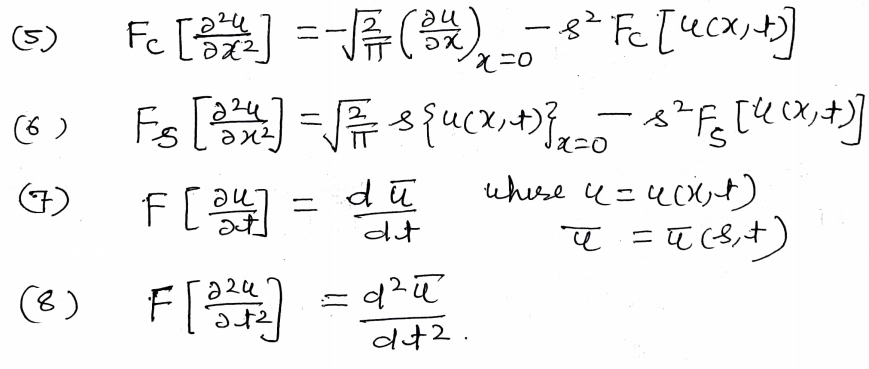 (5) F_c [∂²u/∂x²] = -√(2/π) (∂u/∂x)_{x=0} - s² F_c [u(x,t)]
(6) F_s [∂²u/∂x²] = √(2/π) s{u(x,t)}_{x=0} - s² F_s [u(x,t)]
(7) F [∂u/∂t] = dū/dt where u = u(x,t)
ū = ū(s,t)
(8) F [∂²u/∂t²] = d²ū/dt².